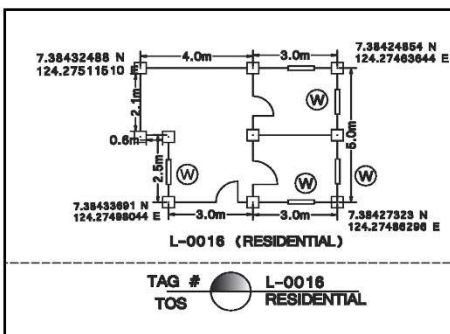 7.38432488 N
124.27511510 E
4.0m
3.0m
7.38424854 N
124.27463644 E
2.1m
W
5.0m
0.6m
2.5m
W
W
W
7.38433691 N
124.27498044 E
3.0m
3.0m
7.38427323 N
124.27486296 E
L-0016 (RESIDENTIAL)
TAG #
L-0016
TOS
RESIDENTIAL